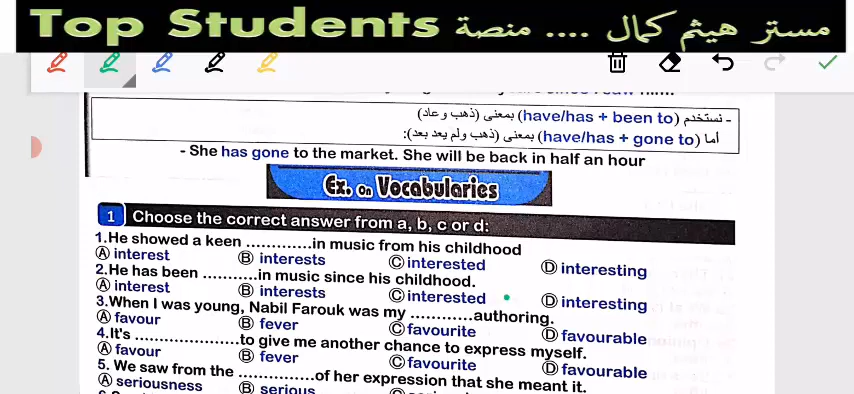 Top Students مستر هيثم كمال .... منصة
- نستخدم (have/has + been to) بمعنى (ذهب وعاد)
أما (have/has + gone to) بمعنى (ذهب ولم يعد بعد):
- She has gone to the market. She will be back in half an hour
Ex. on Vocabularies
1 Choose the correct answer from a, b, c or d:
1.He showed a keen .............in music from his childhood
Ⓐ interest Ⓑ interests Ⓒ interested Ⓓ interesting
2.He has been ...........in music since his childhood.
Ⓐ interest Ⓑ interests Ⓒ interested Ⓓ interesting
3.When I was young, Nabil Farouk was my .............authoring.
Ⓐ favour Ⓑ fever Ⓒ favourite Ⓓ favourable
4.It's ......................to give me another chance to express myself.
Ⓐ favour Ⓑ fever Ⓒ favourite Ⓓ favourable
5. We saw from the ................of her expression that she meant it.
Ⓐ seriousness Ⓑ serious